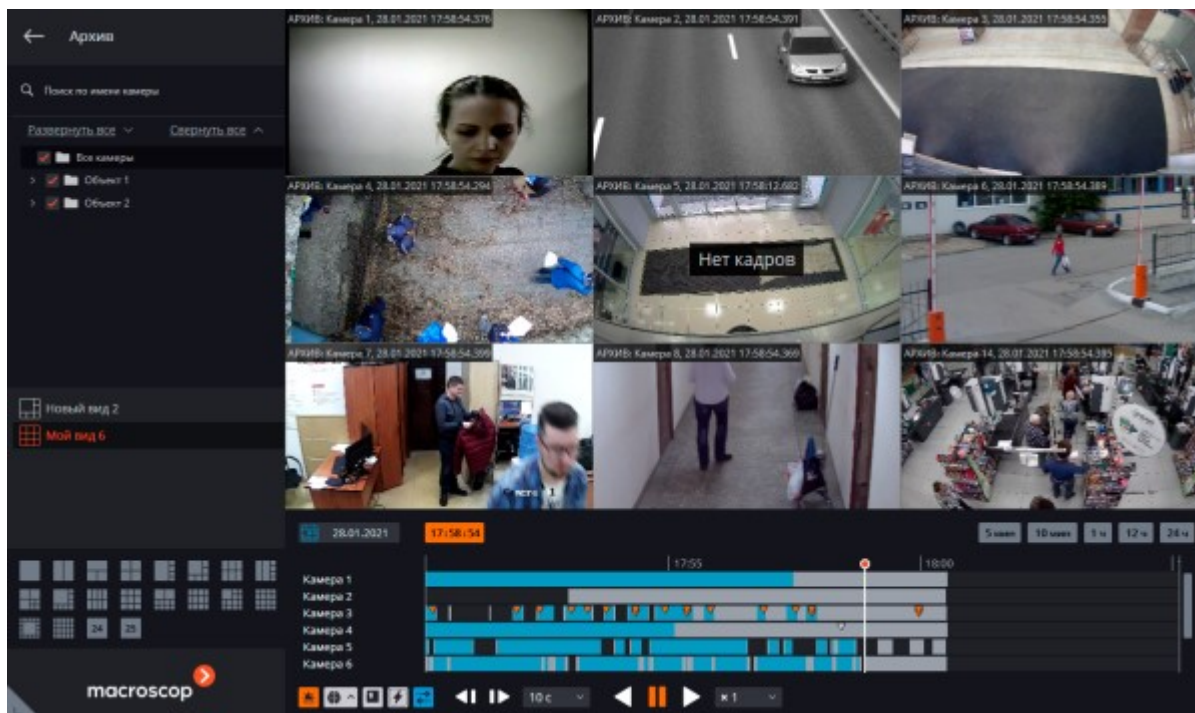 Архив
Поиск по имени камеры
Развернуть все
Свернуть все
Все камеры
Объект 1
Объект 2
Новый вид 2
Мой вид 6
24
25
macroscop
АРХИВ: Камера 1, 28.01.2021 17:58:54.376
АРХИВ: Камера 2, 28.01.2021 17:58:54.391
АРХИВ: Камера 3, 28.01.2021 17:58:54.355
АРХИВ: Камера 4, 28.01.2021 17:58:54.294
АРХИВ: Камера 5, 28.01.2021 17:58:12.682
Нет кадров
АРХИВ: Камера 6, 28.01.2021 17:58:54.389
АРХИВ: Камера 7, 28.01.2021 17:58:54.399
АРХИВ: Камера 8, 28.01.2021 17:58:54.369
АРХИВ: Камера 14, 28.01.2021 17:58:54.395
28.01.2021
17:58:54
5 мин
10 мин
1 ч
12 ч
24 ч
17:55
18:00
Камера 1
Камера 2
Камера 3
Камера 4
Камера 5
Камера 6
10 с
× 1